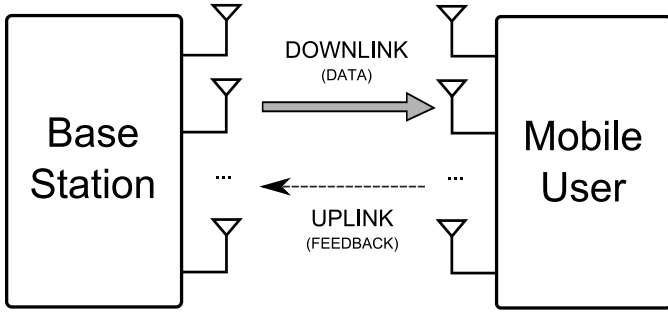 Base
Station
DOWNLINK
(DATA)
...
...
UPLINK
(FEEDBACK)
Mobile
User